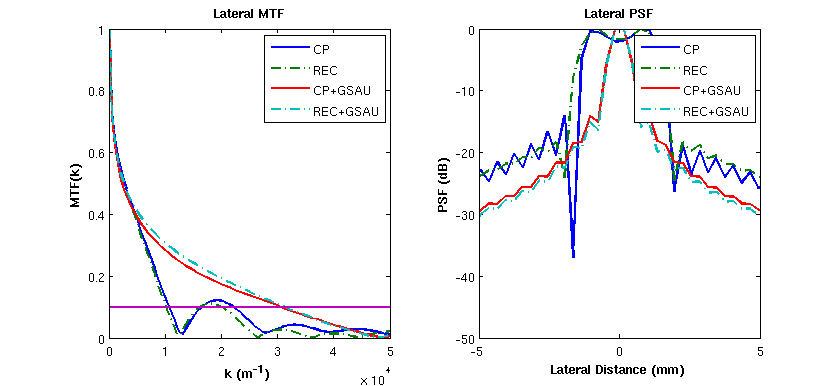 Lateral MTF
1
0.8
0.6
0.4
0.2
0
MTF(k)
0 1 2 3 4 5
k (m-1)
× 10^4
CP
REC
CP+GSAU
REC+GSAU
Lateral PSF
0
-10
-20
-30
-40
-50
PSF (dB)
-5 0 5
Lateral Distance (mm)
CP
REC
CP+GSAU
REC+GSAU